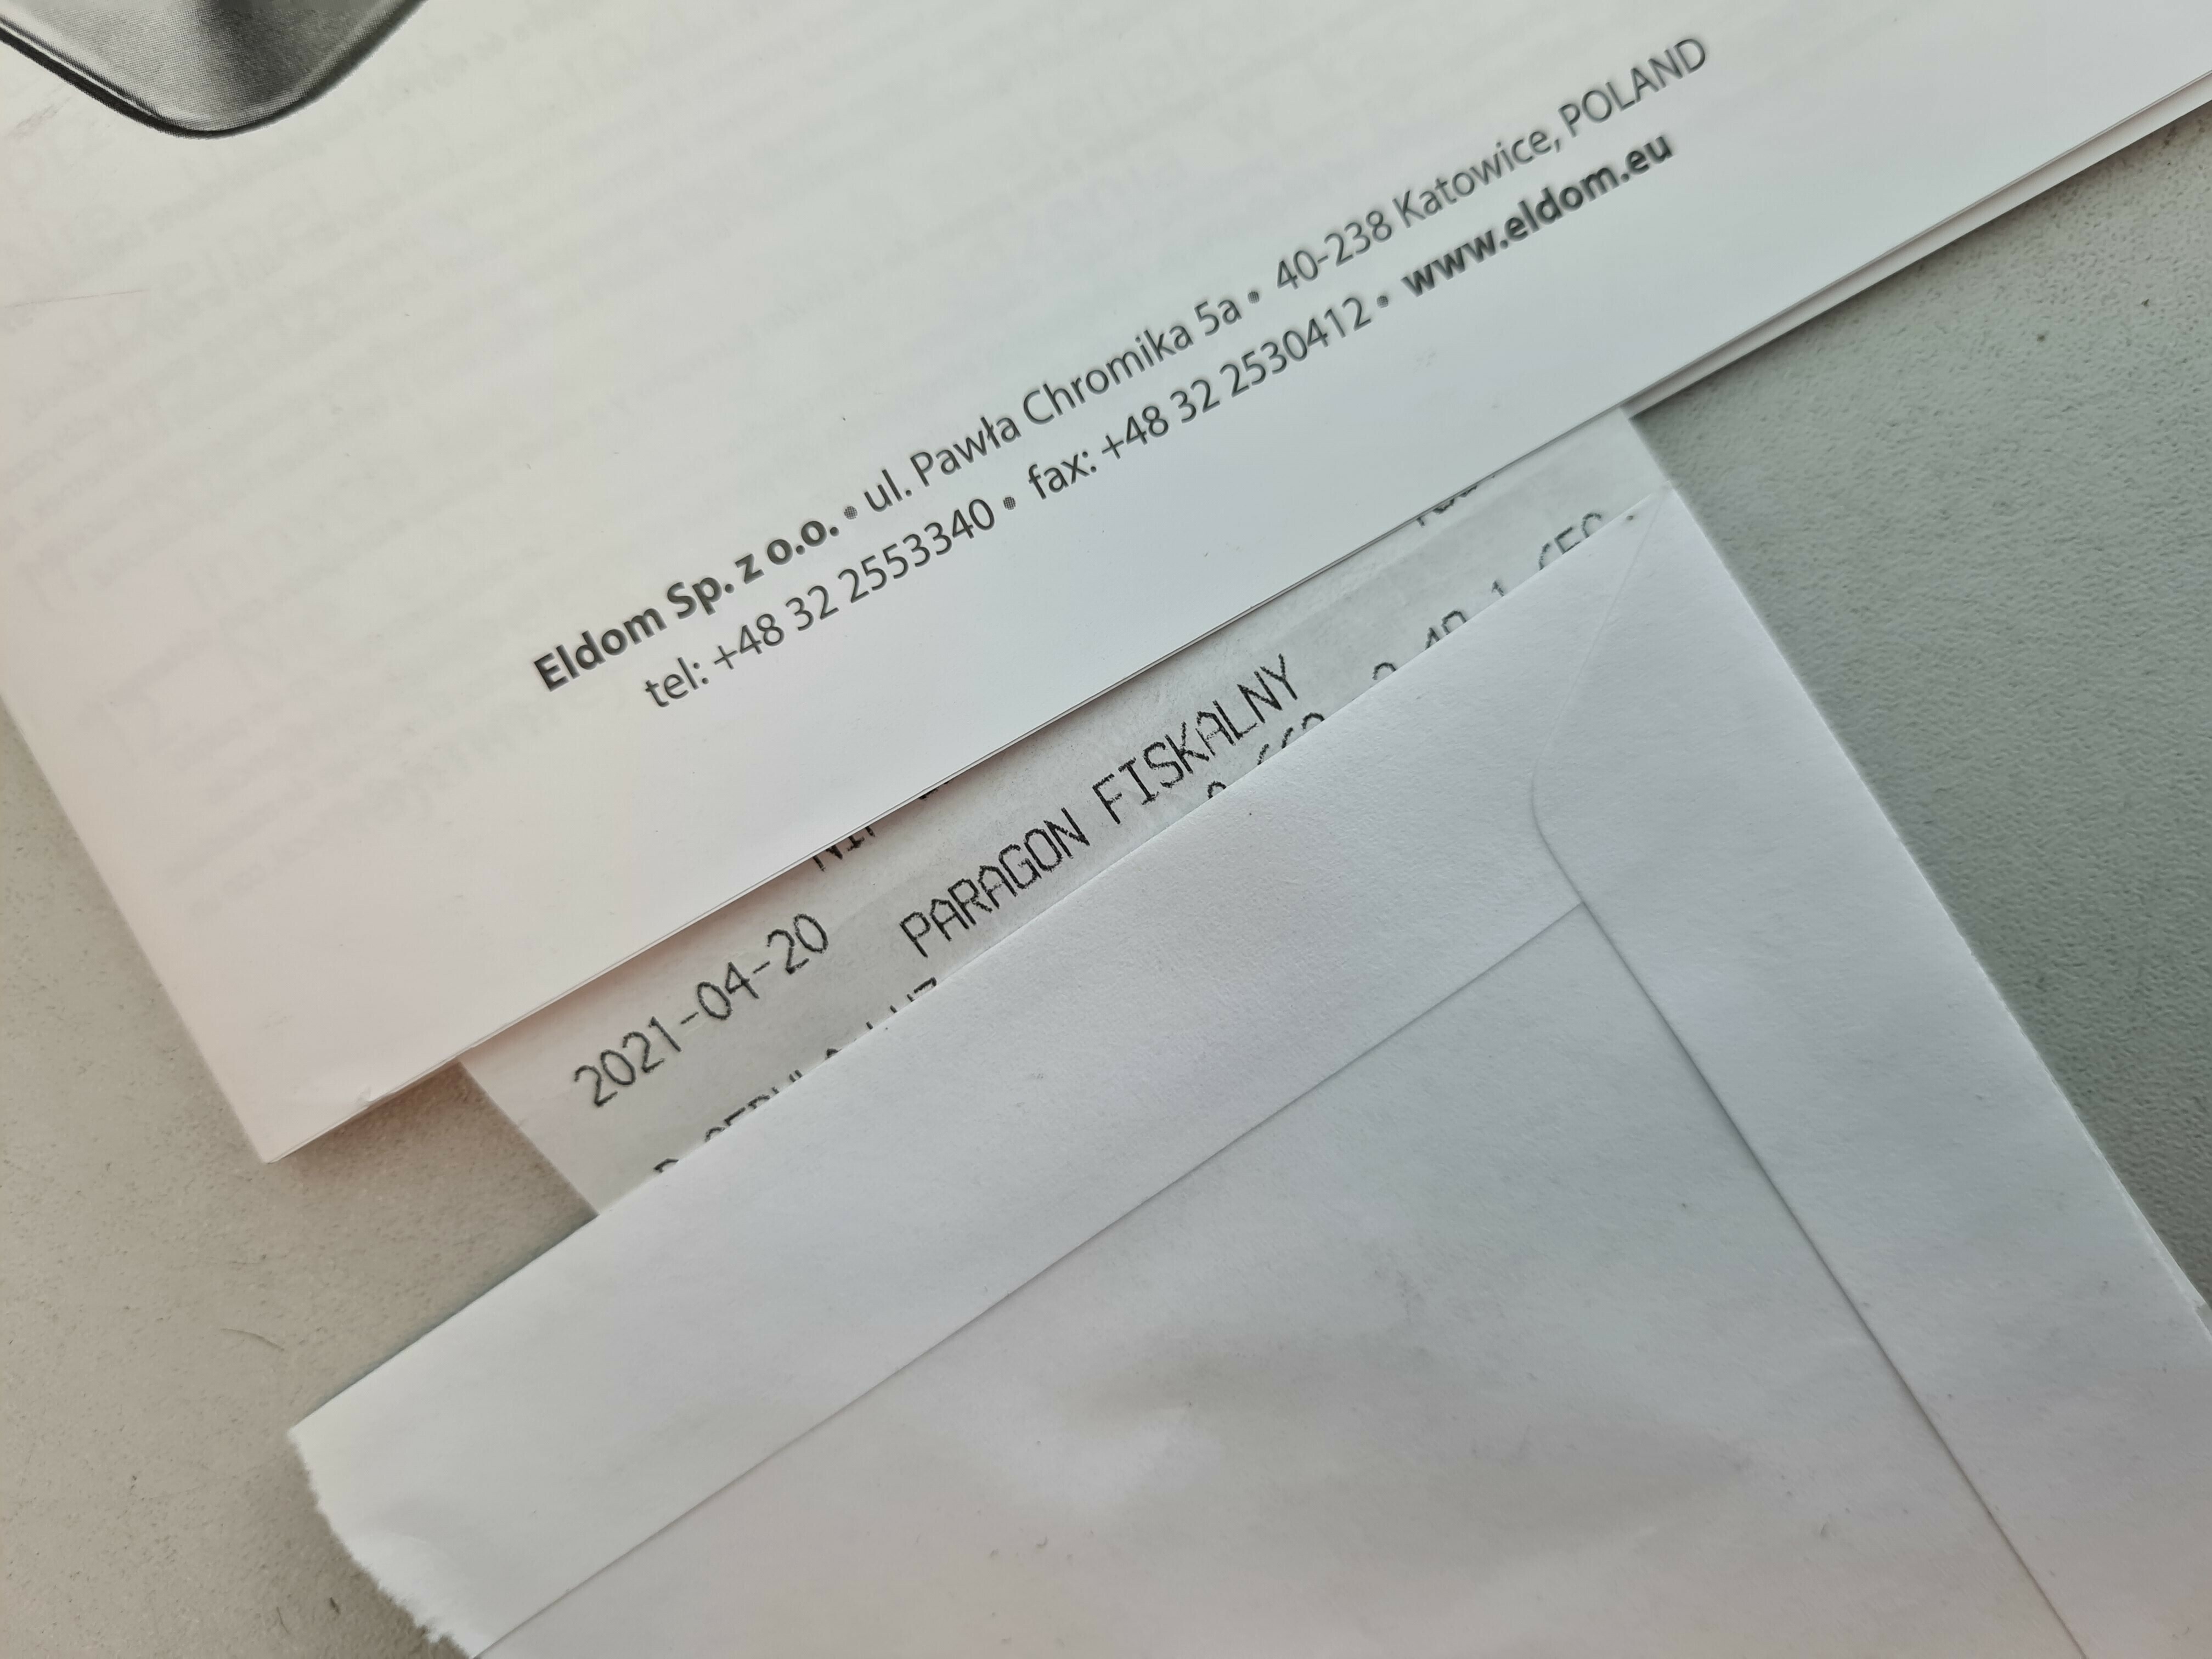 Eldom Sp. z o.o. • ul. Pawła Chromika 5a • 40-238 Katowice, POLAND
tel: +48 32 2553340 • fax: +48 32 2530412 • www.eldom.eu
2021-04-20 PARAGON FISKALNY